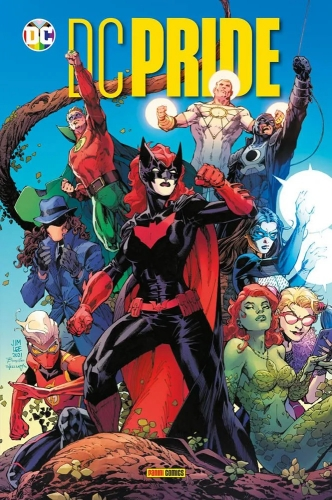 DC
DC PRIDE
JIM
LEE
2021
PANINI COMICS